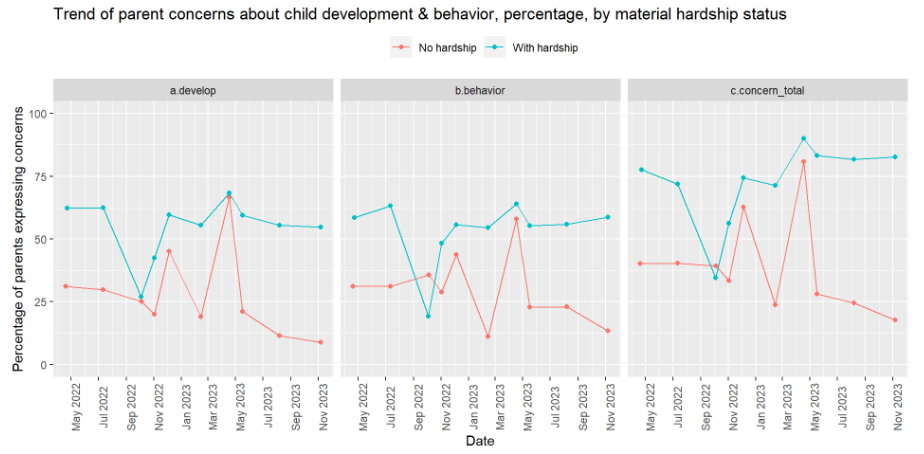 Trend of parent concerns about child development & behavior, percentage, by material hardship status
No hardship With hardship
a.develop b.behavior c.concern_total
Percentage of parents expressing concerns
100
75
50
25
0
May 2022 Jul 2022 Sep 2022 Nov 2022 Jan 2023 Mar 2023 May 2023 Jul 2023 Sep 2023 Nov 2023 May 2022 Jul 2022 Sep 2022 Nov 2022 Jan 2023 Mar 2023 May 2023 Jul 2023 Sep 2023 Nov 2023 May 2022 Jul 2022 Sep 2022 Nov 2022 Jan 2023 Mar 2023 May 2023 Jul 2023 Sep 2023 Nov 2023
Date